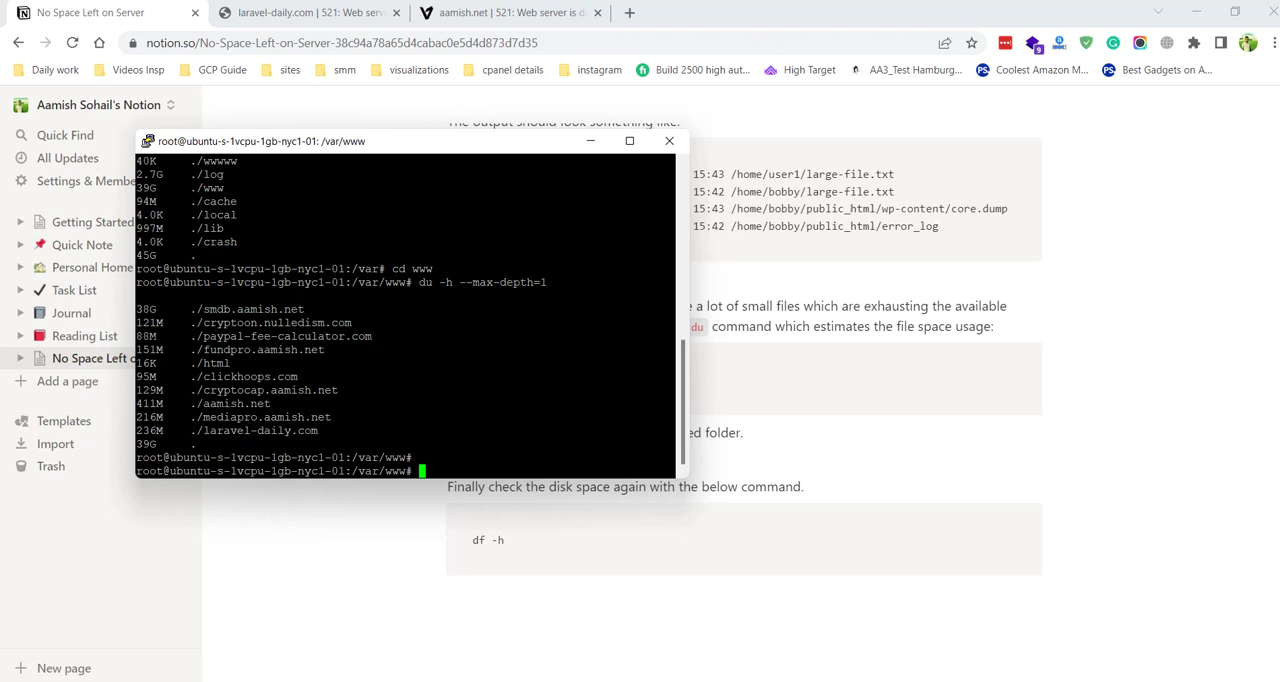 No Space Left on Server
laravel-daily.com | 521: Web serv
aamish.net | 521: Web server is d
notion.so/No-Space-Left-on-Server-38c94a78a65d4cabac0e5d4d873d7d35
9
Daily work
Videos Insp
GCP Guide
sites
smm
visualizations
cpanel details
instagram
Build 2500 high aut...
High Target
AA3_Test Hamburg...
Coolest Amazon M...
Best Gadgets on A...
Aamish Sohail's Notion
Quick Find
All Updates
Settings & Membe
Getting Started
Quick Note
Personal Home
Task List
Journal
Reading List
No Space Left o
Add a page
Templates
Import
Trash
New page
root@ubuntu-s-1vcpu-1gb-nyc1-01: /var/www
40K ./wwwww
2.7G ./log
39G ./www
94M ./cache
4.0K ./local
997M ./lib
4.0K ./crash
45G .
root@ubuntu-s-1vcpu-1gb-nyc1-01:/var# cd www
root@ubuntu-s-1vcpu-1gb-nyc1-01:/var/www# du -h --max-depth=1
38G ./smdb.aamish.net
121M ./cryptoon.nulledism.com
88M ./paypal-fee-calculator.com
151M ./fundpro.aamish.net
16K ./html
95M ./clickhoops.com
129M ./cryptocap.aamish.net
411M ./aamish.net
216M ./mediapro.aamish.net
236M ./laravel-daily.com
39G .
root@ubuntu-s-1vcpu-1gb-nyc1-01:/var/www#
root@ubuntu-s-1vcpu-1gb-nyc1-01:/var/www#
The output should look something like:
15:43 /home/user1/large-file.txt
15:42 /home/bobby/large-file.txt
15:43 /home/bobby/public_html/wp-content/core.dump
15:42 /home/bobby/public_html/error_log
e a lot of small files which are exhausting the available
du command which estimates the file space usage:
ed folder.
Finally check the disk space again with the below command.
df -h